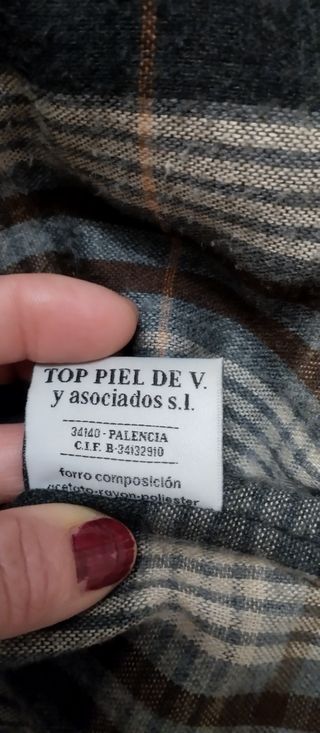 TOP PIEL DE V.
y asociados s.l.
34140 - PALENCIA
C.I.F. B-34132910
forro composición
acetato-rayon-poliester